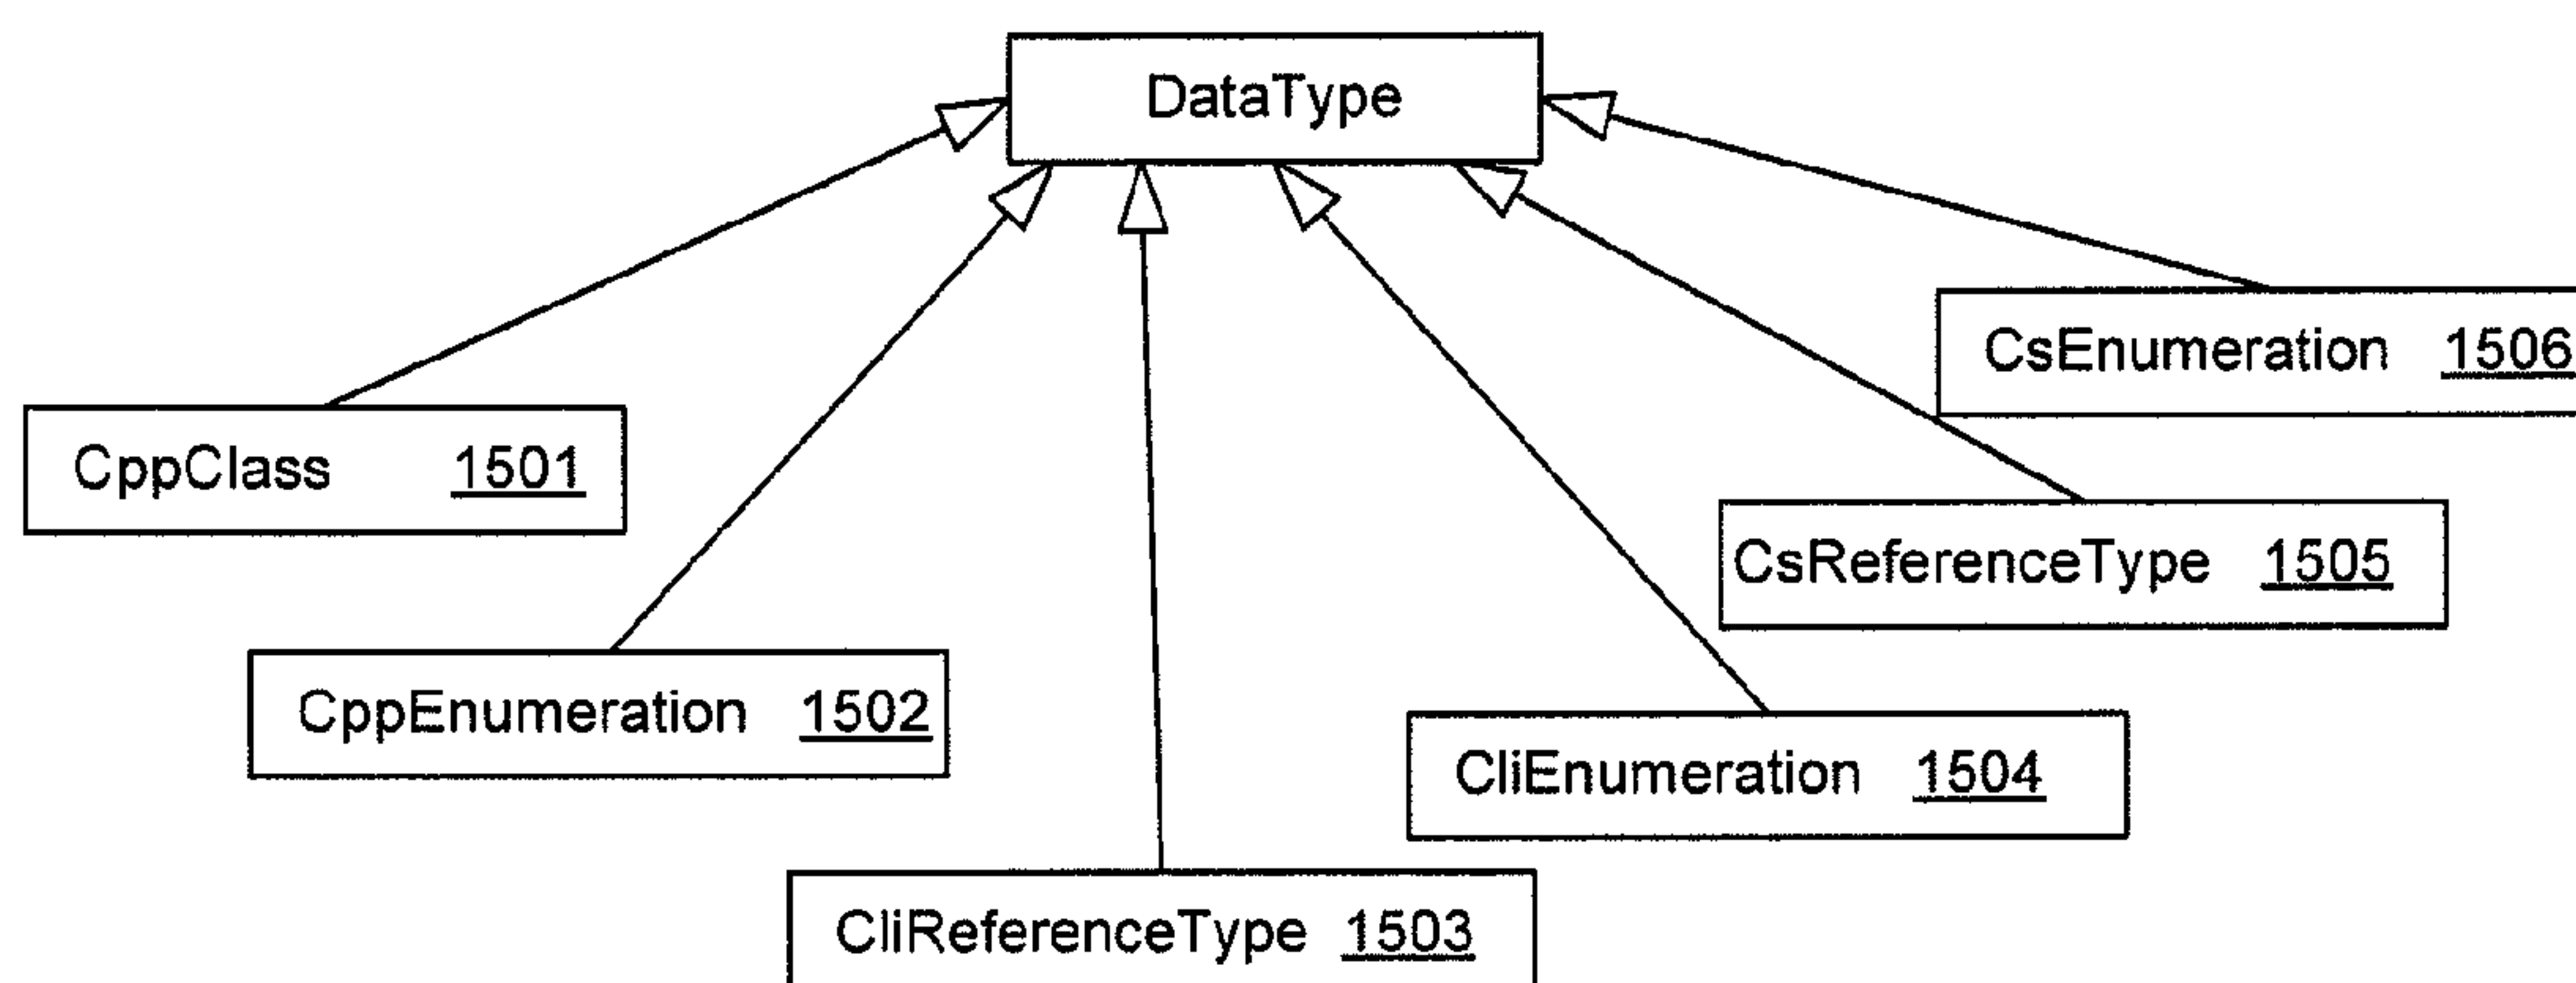 DataType
CsEnumeration 1506
CppClass 1501
CsReferenceType 1505
CppEnumeration 1502
CliEnumeration 1504
CliReferenceType 1503